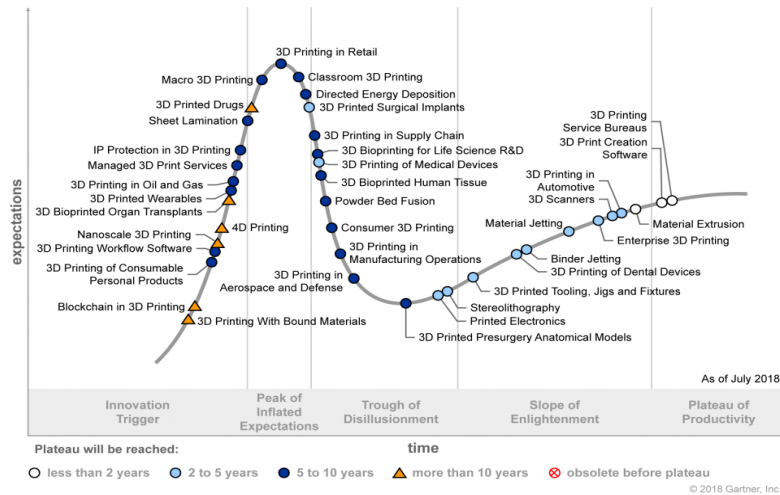 3D Printing in Retail
Macro 3D Printing
Classroom 3D Printing
Directed Energy Deposition
3D Printed Drugs
3D Printed Surgical Implants
Sheet Lamination
3D Printing in Supply Chain
IP Protection in 3D Printing
3D Bioprinting for Life Science R&D
Managed 3D Print Services
3D Printing of Medical Devices
3D Printing in Oil and Gas
3D Bioprinted Human Tissue
3D Printed Wearables
Powder Bed Fusion
3D Bioprinted Organ Transplants
4D Printing
Consumer 3D Printing
Nanoscale 3D Printing
3D Printing Workflow Software
3D Printing in
Manufacturing Operations
3D Printing of Consumable
Personal Products
3D Printing in
Aerospace and Defense
Blockchain in 3D Printing
3D Printing With Bound Materials
3D Printing
Service Bureaus
3D Print Creation
Software
3D Printing in
Automotive
3D Scanners
Material Jetting
Material Extrusion
Enterprise 3D Printing
Binder Jetting
3D Printing of Dental Devices
3D Printed Tooling, Jigs and Fixtures
Stereolithography
Printed Electronics
3D Printed Presurgery Anatomical Models
expectations
As of July 2018
Innovation
Trigger
Peak of
Inflated
Expectations
Trough of
Disillusionment
Slope of
Enlightenment
Plateau of
Productivity
time
Plateau will be reached:
less than 2 years
2 to 5 years
5 to 10 years
more than 10 years
obsolete before plateau
© 2018 Gartner, Inc.